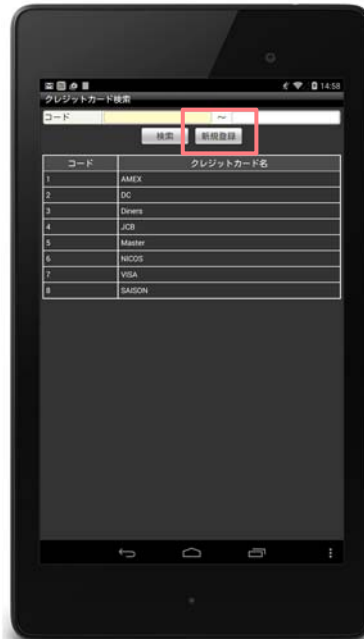 14:58
クレジットカード検索
コード ～
検索 新規登録
コード クレジットカード名
1 AMEX
2 DC
3 Diners
4 JCB
5 Master
6 NICOS
7 VISA
8 SAISON